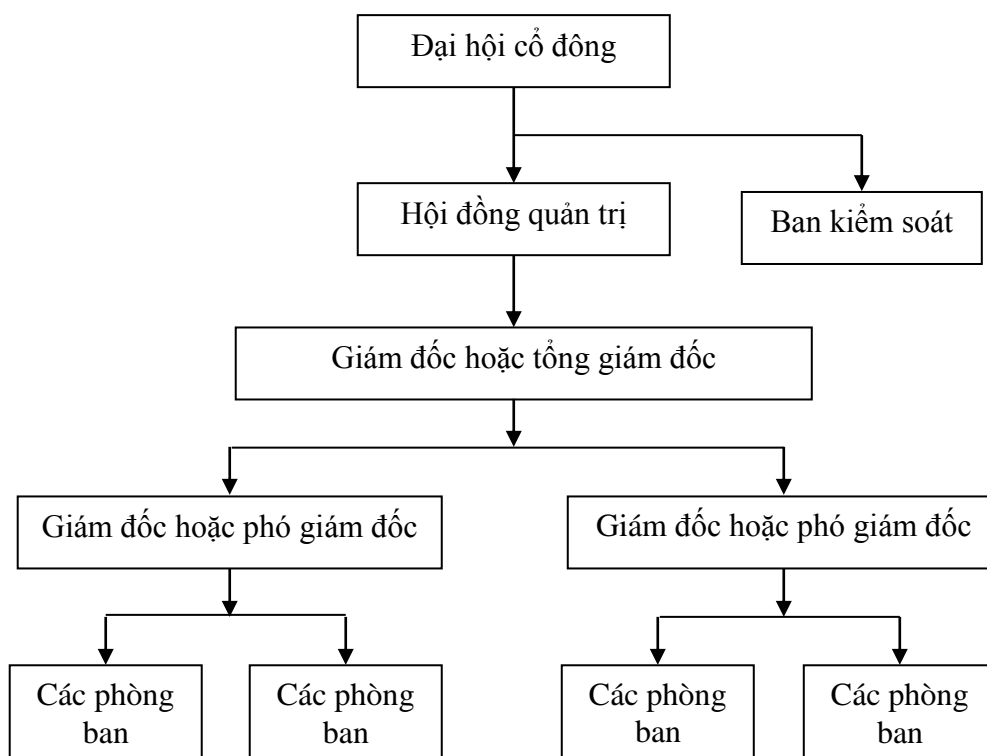 Đại hội cổ đông
Hội đồng quản trị
Ban kiểm soát
Giám đốc hoặc tổng giám đốc
Giám đốc hoặc phó giám đốc
Giám đốc hoặc phó giám đốc
Các phòng
ban
Các phòng
ban
Các phòng
ban
Các phòng
ban